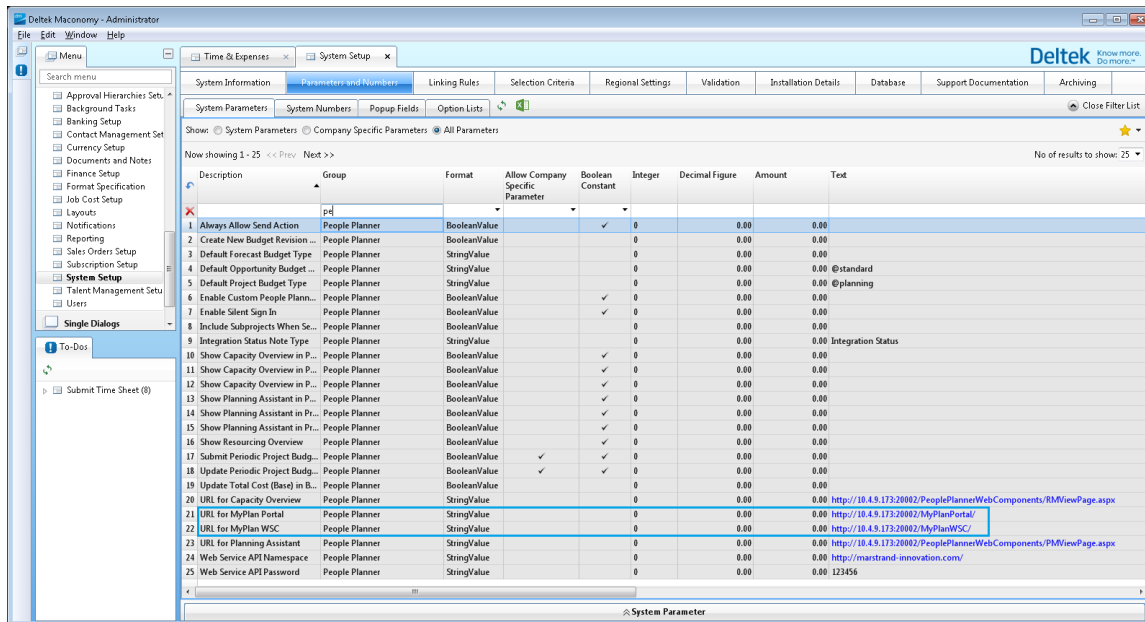 Deltek Maconomy - Administrator
File Edit Window Help
Menu
Search menu
Approval Hierarchies Setu
Background Tasks
Banking Setup
Contact Management Set
Currency Setup
Documents and Notes
Finance Setup
Format Specification
Job Cost Setup
Layouts
Notifications
Reporting
Sales Orders Setup
Subscription Setup
System Setup
Talent Management Setu
Users
Single Dialogs
To-Dos
Submit Time Sheet (8)
Time & Expenses System Setup
Deltek Know more. Do more.™
System Information Parameters and Numbers Linking Rules Selection Criteria Regional Settings Validation Installation Details Database Support Documentation Archiving
System Parameters System Numbers Popup Fields Option Lists Close Filter List
Show: System Parameters Company Specific Parameters All Parameters
Now showing 1 - 25 << Prev Next >> No of results to show: 25
Description Group Format Allow Company Specific Parameter Boolean Constant Integer Decimal Figure Amount Text
pe
1 Always Allow Send Action People Planner BooleanValue ✓ 0 0.00 0.00
2 Create New Budget Revision ... People Planner BooleanValue 0 0.00 0.00
3 Default Forecast Budget Type People Planner StringValue 0 0.00 0.00
4 Default Opportunity Budget ... People Planner StringValue 0 0.00 0.00 @standard
5 Default Project Budget Type People Planner StringValue 0 0.00 0.00 @planning
6 Enable Custom People Plann... People Planner BooleanValue ✓ 0 0.00 0.00
7 Enable Silent Sign In People Planner BooleanValue ✓ 0 0.00 0.00
8 Include Subprojects When Se... People Planner BooleanValue 0 0.00 0.00
9 Integration Status Note Type People Planner StringValue 0 0.00 0.00 Integration Status
10 Show Capacity Overview in P... People Planner BooleanValue ✓ 0 0.00 0.00
11 Show Capacity Overview in P... People Planner BooleanValue ✓ 0 0.00 0.00
12 Show Capacity Overview in P... People Planner BooleanValue ✓ 0 0.00 0.00
13 Show Planning Assistant in P... People Planner BooleanValue ✓ 0 0.00 0.00
14 Show Planning Assistant in Pr... People Planner BooleanValue ✓ 0 0.00 0.00
15 Show Planning Assistant in Pr... People Planner BooleanValue ✓ 0 0.00 0.00
16 Show Resourcing Overview People Planner BooleanValue ✓ 0 0.00 0.00
17 Submit Periodic Project Budg... People Planner BooleanValue ✓ ✓ 0 0.00 0.00
18 Update Periodic Project Budg... People Planner BooleanValue ✓ ✓ 0 0.00 0.00
19 Update Total Cost (Base) in B... People Planner BooleanValue 0 0.00 0.00
20 URL for Capacity Overview People Planner StringValue 0 0.00 0.00 http://10.4.9.173:20002/PeoplePlannerWebComponents/RMViewPage.aspx
21 URL for MyPlan Portal People Planner StringValue 0 0.00 0.00 http://10.4.9.173:20002/MyPlanPortal/
22 URL for MyPlan WSC People Planner StringValue 0 0.00 0.00 http://10.4.9.173:20002/MyPlanWSC/
23 URL for Planning Assistant People Planner StringValue 0 0.00 0.00 http://10.4.9.173:20002/PeoplePlannerWebComponents/PMViewPage.aspx
24 Web Service API Namespace People Planner StringValue 0 0.00 0.00 http://marstrand-innovation.com/
25 Web Service API Password People Planner StringValue 0 0.00 0.00 123456
System Parameter